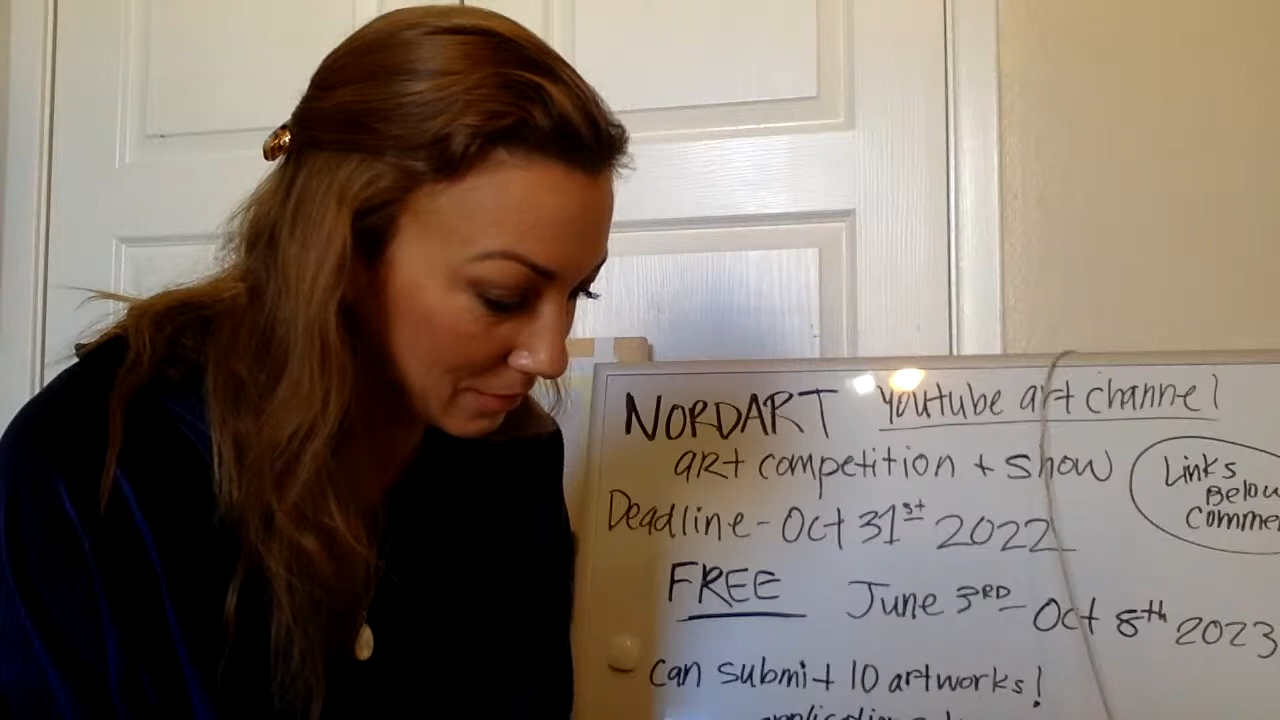 NORDART youtube art channel
art competition + show
Links
Below
Deadline - Oct 31st 2022
FREE June 3RD - Oct 8th 2023
can submit 10 artworks!